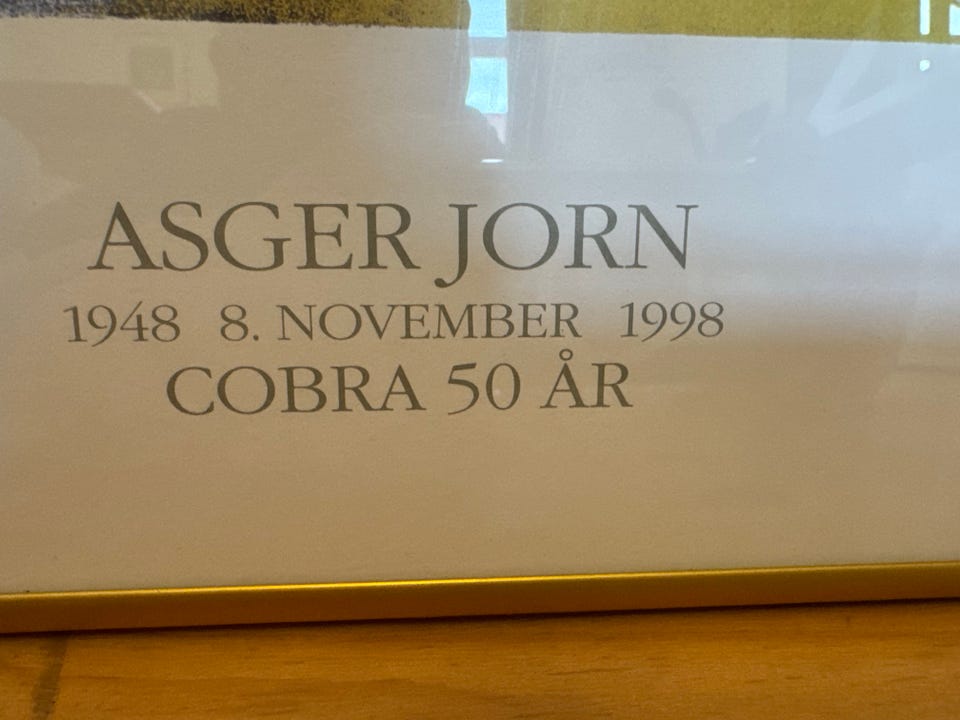 ASGER JORN
1948 8. NOVEMBER 1998
COBRA 50 ÅR